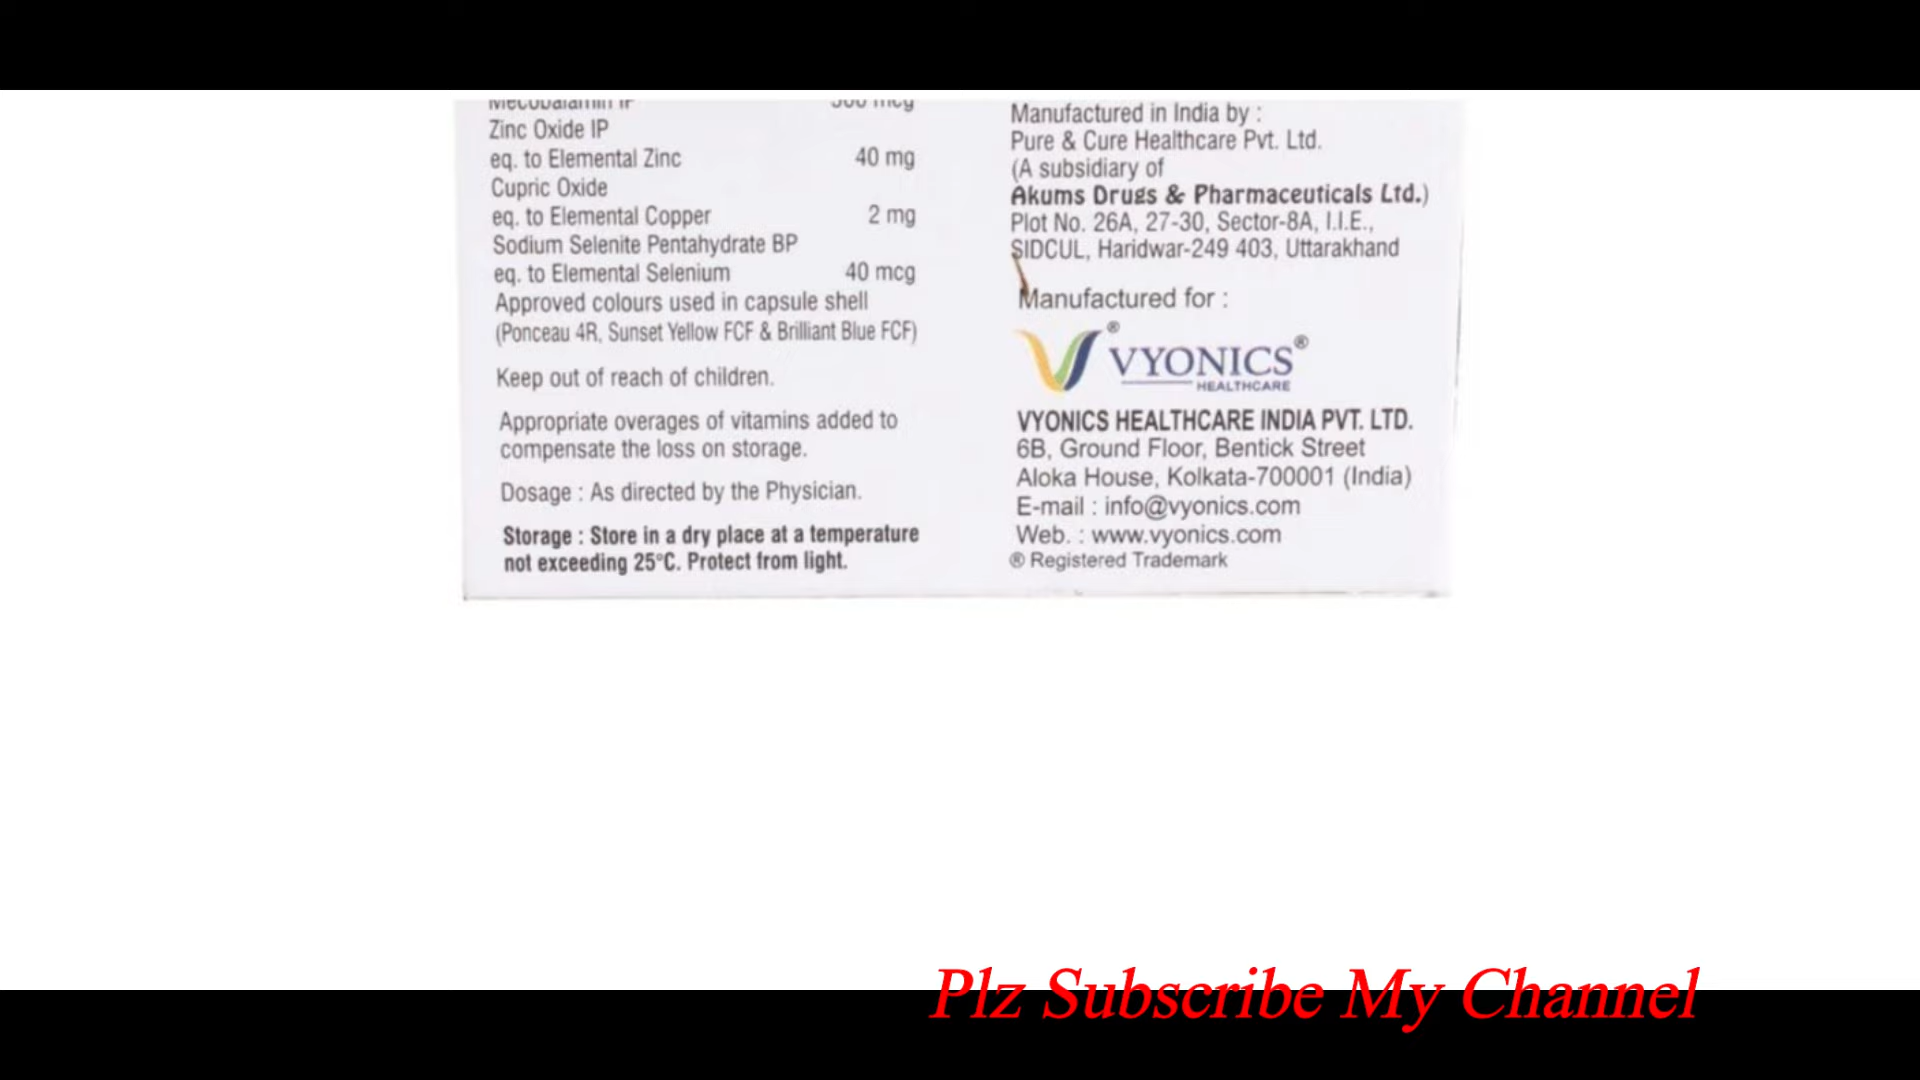 Mecobalamin IP 500 mcg
Zinc Oxide IP
eq. to Elemental Zinc 40 mg
Cupric Oxide
eq. to Elemental Copper 2 mg
Sodium Selenite Pentahydrate BP
eq. to Elemental Selenium 40 mcg
Approved colours used in capsule shell
(Ponceau 4R, Sunset Yellow FCF & Brilliant Blue FCF)
Keep out of reach of children.
Appropriate overages of vitamins added to
compensate the loss on storage.
Dosage : As directed by the Physician.
Storage : Store in a dry place at a temperature
not exceeding 25°C. Protect from light.
Manufactured in India by :
Pure & Cure Healthcare Pvt. Ltd.
(A subsidiary of
Akums Drugs & Pharmaceuticals Ltd.)
Plot No. 26A, 27-30, Sector-8A, I.I.E.,
SIDCUL, Haridwar-249 403, Uttarakhand
Manufactured for :
® VYONICS®
HEALTHCARE
VYONICS HEALTHCARE INDIA PVT. LTD.
6B, Ground Floor, Bentick Street
Aloka House, Kolkata-700001 (India)
E-mail : info@vyonics.com
Web. : www.vyonics.com
® Registered Trademark
Plz Subscribe My Channel